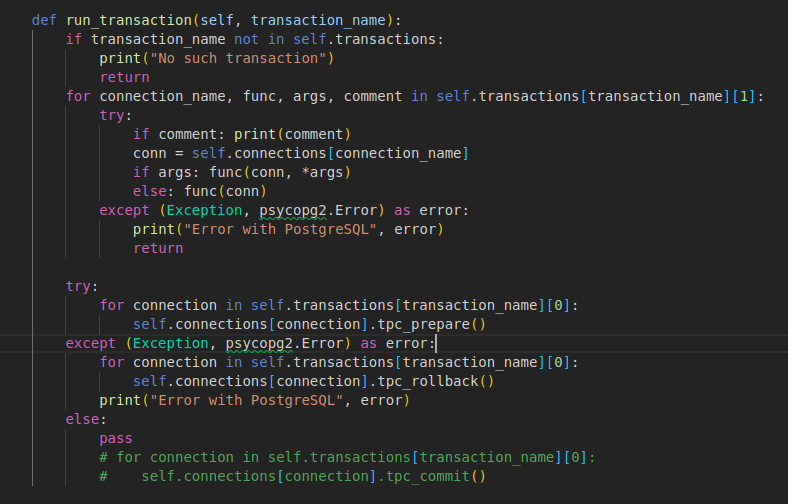 def run_transaction(self, transaction_name):
if transaction_name not in self.transactions:
print("No such transaction")
return
for connection_name, func, args, comment in self.transactions[transaction_name][1]:
try:
if comment: print(comment)
conn = self.connections[connection_name]
if args: func(conn, *args)
else: func(conn)
except (Exception, psycopg2.Error) as error:
print("Error with PostgreSQL", error)
return
try:
for connection in self.transactions[transaction_name][0]:
self.connections[connection].tpc_prepare()
except (Exception, psycopg2.Error) as error:
for connection in self.transactions[transaction_name][0]:
self.connections[connection].tpc_rollback()
print("Error with PostgreSQL", error)
else:
pass
# for connection in self.transactions[transaction_name][0]:
#    self.connections[connection].tpc_commit()